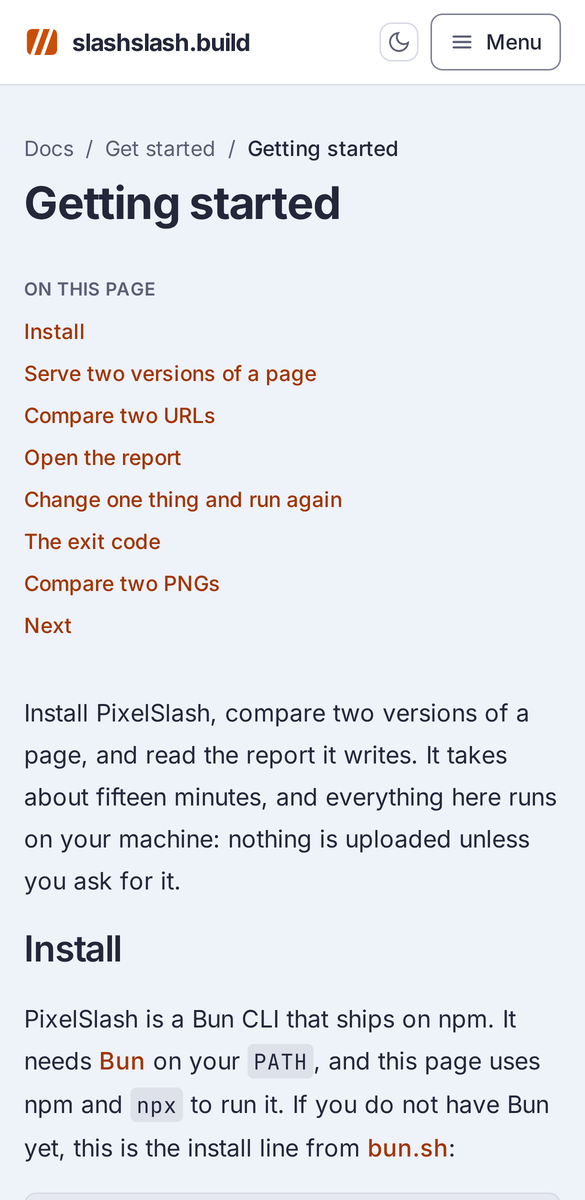 slashslash.build
Menu
Docs / Get started / Getting started
Getting started
ON THIS PAGE
Install
Serve two versions of a page
Compare two URLs
Open the report
Change one thing and run again
The exit code
Compare two PNGs
Next
Install PixelSlash, compare two versions of a
page, and read the report it writes. It takes
about fifteen minutes, and everything here runs
on your machine: nothing is uploaded unless
you ask for it.
Install
PixelSlash is a Bun CLI that ships on npm. It
needs Bun on your PATH, and this page uses
npm and npx to run it. If you do not have Bun
yet, this is the install line from bun.sh: